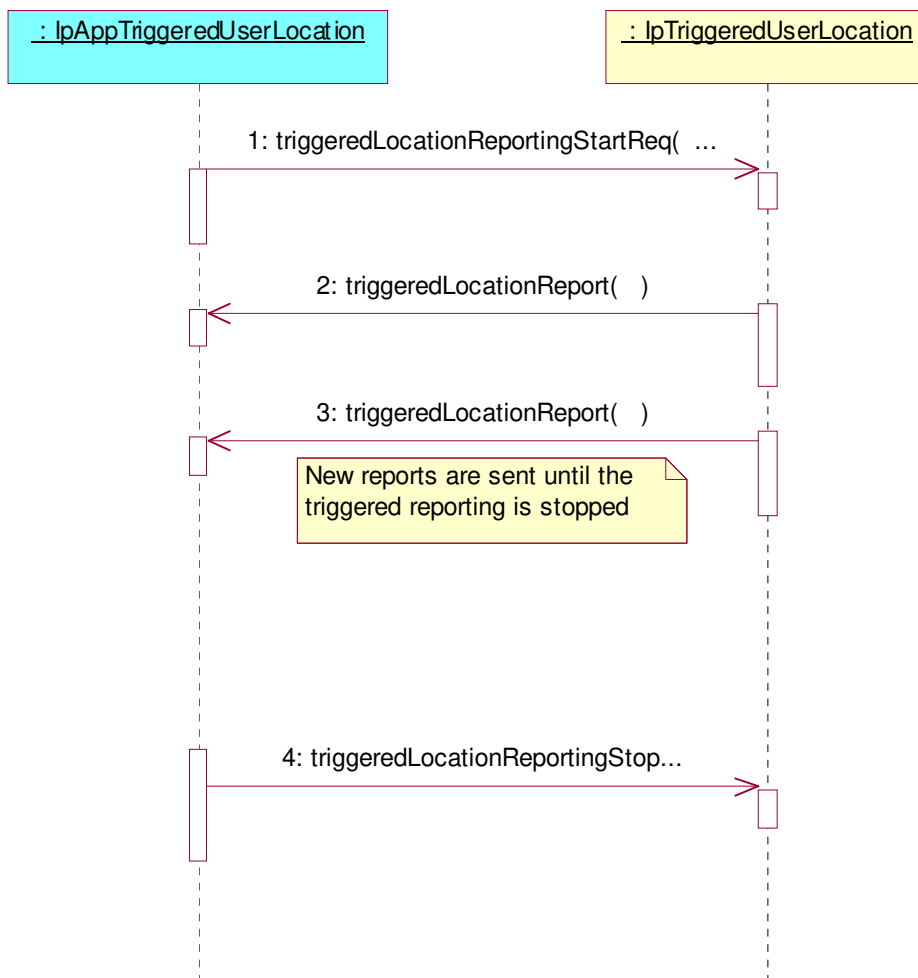 : IpAppTriggeredUserLocation
: IpTriggeredUserLocation
1: triggeredLocationReportingStartReq( ...
2: triggeredLocationReport( )
3: triggeredLocationReport( )
New reports are sent until the
triggered reporting is stopped
4: triggeredLocationReportingStop...